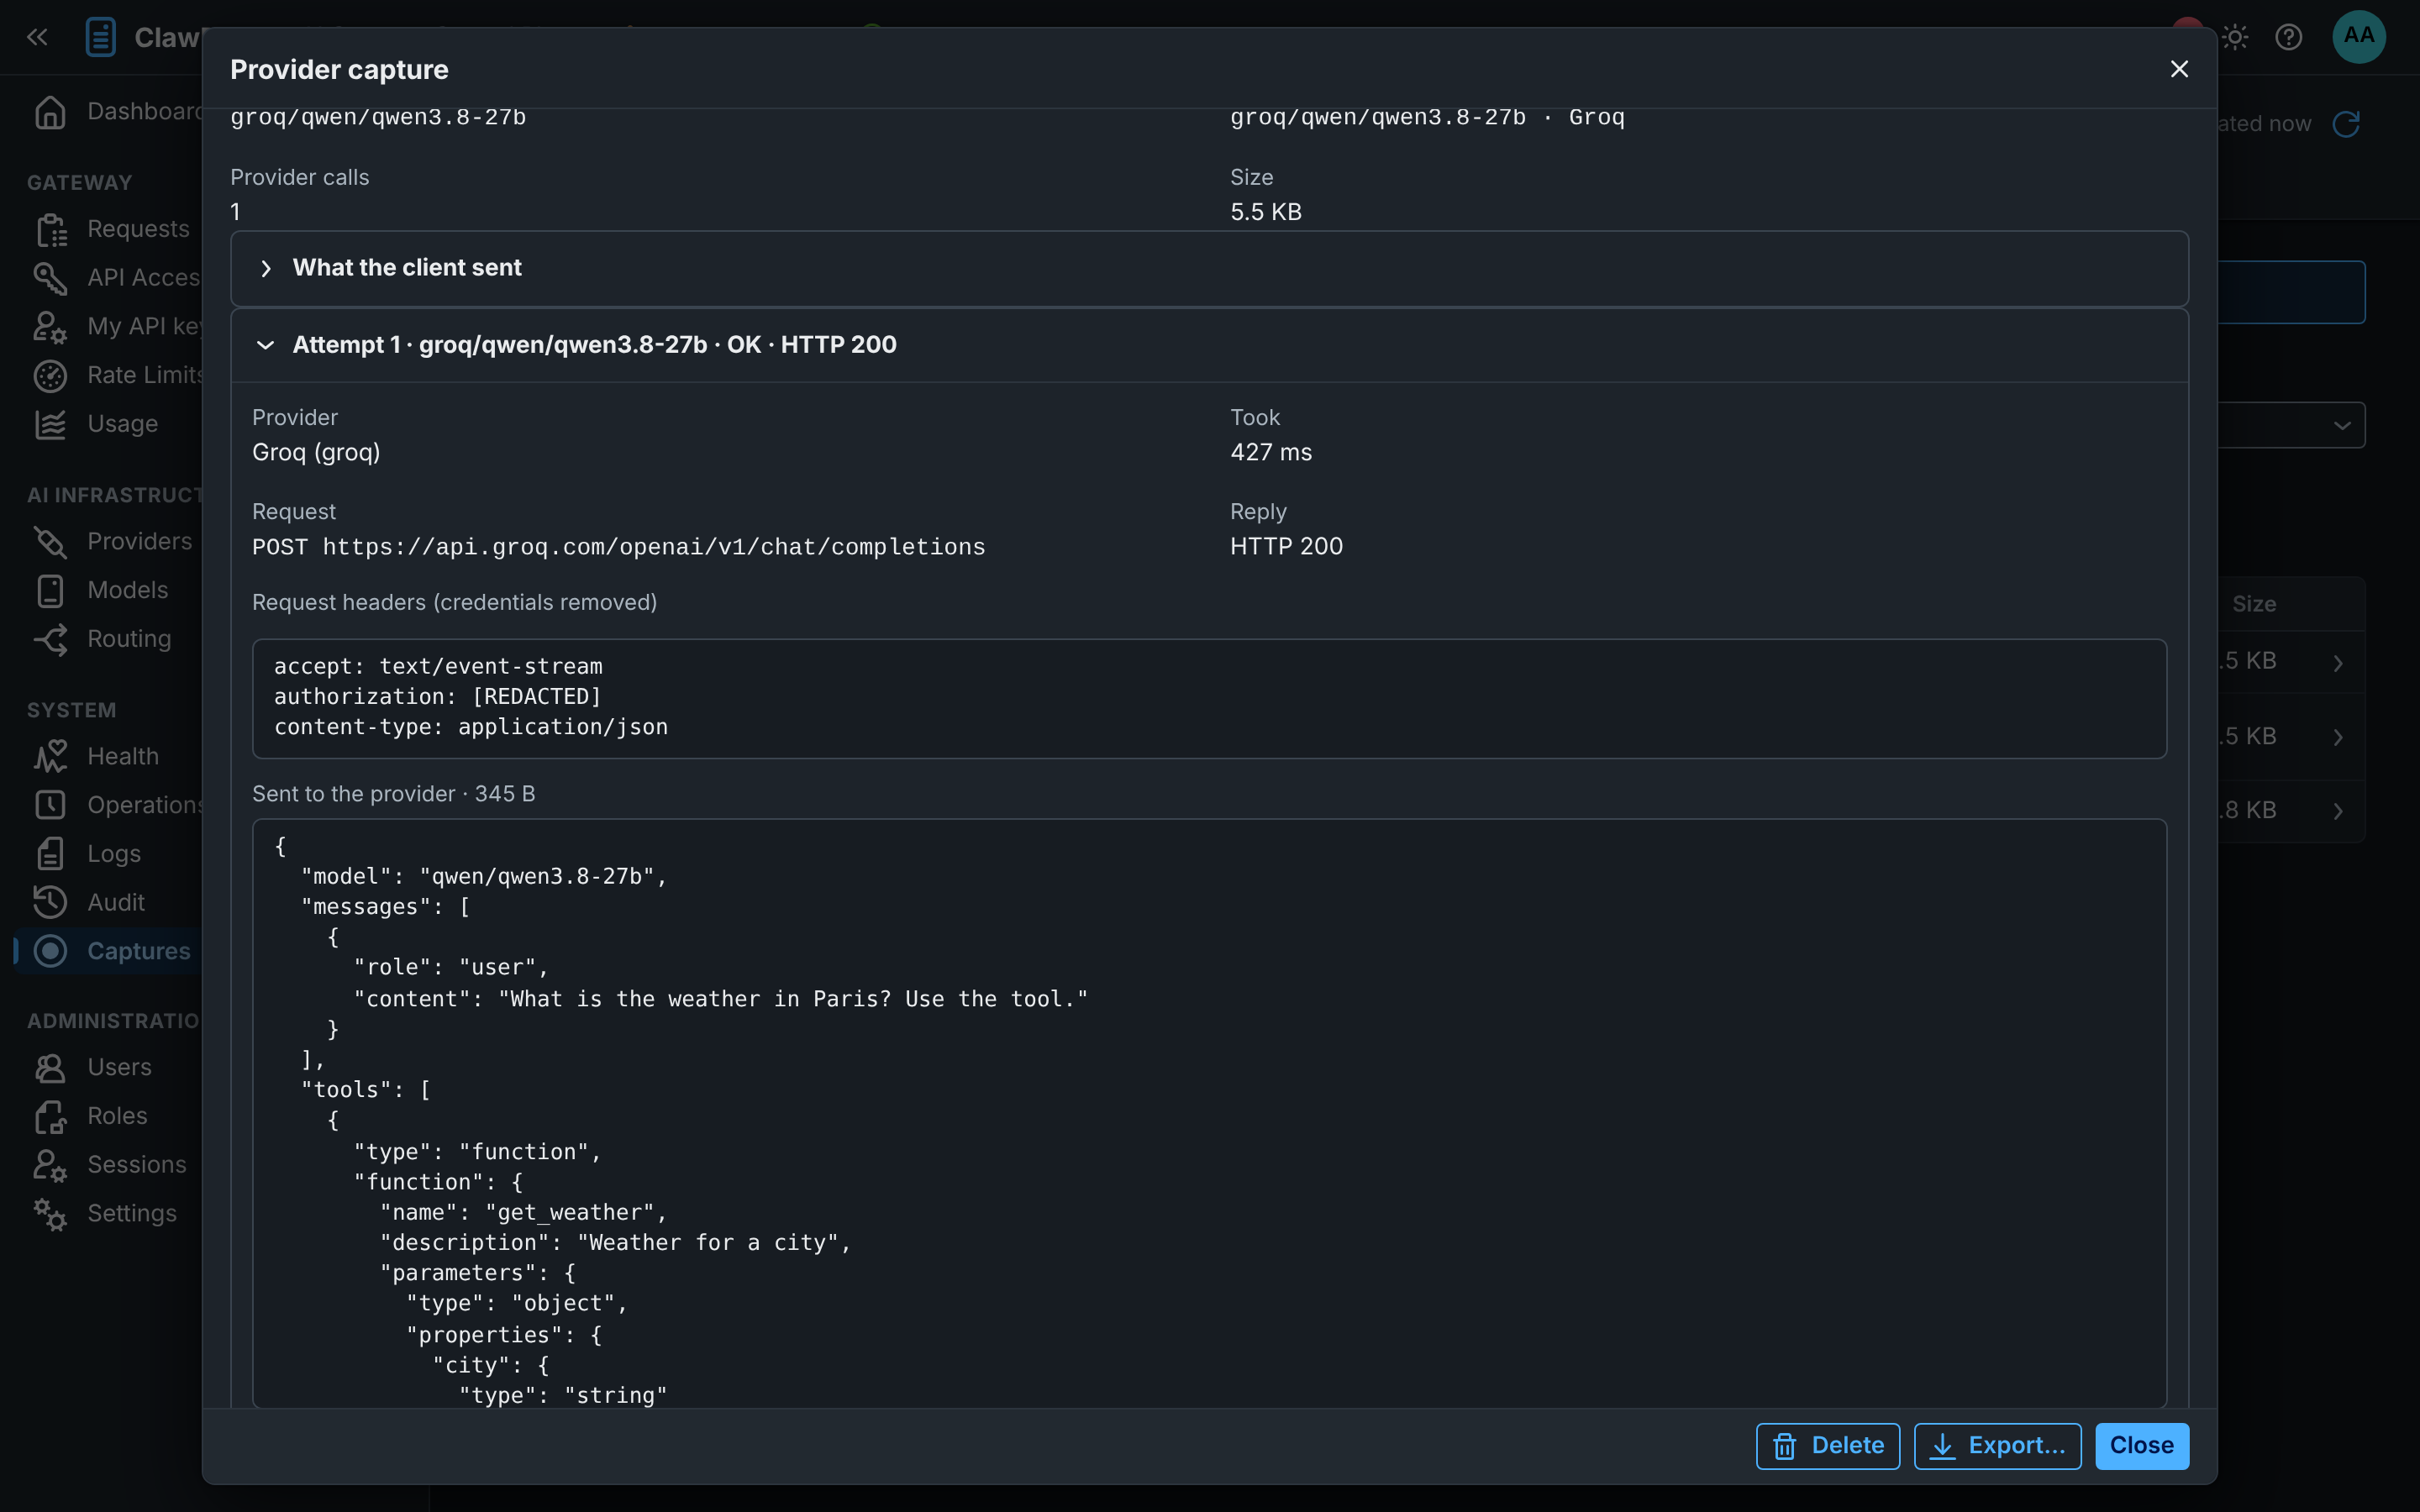 Claw
AA
Provider capture
Dashboard
groq/qwen/qwen3.8-27b
groq/qwen/qwen3.8-27b · Groq
ated now
GATEWAY
Provider calls
Size
1
5.5 KB
Requests
API Acces
My API key
Rate Limits
Usage
What the client sent
Attempt 1 · groq/qwen/qwen3.8-27b · OK · HTTP 200
Provider
Took
Groq (groq)
427 ms
AI INFRASTRUCT
Request
Reply
POST https://api.groq.com/openai/v1/chat/completions
HTTP 200
Providers
Models
Routing
Request headers (credentials removed)
Size
accept: text/event-stream
authorization: [REDACTED]
content-type: application/json
.5 KB
.5 KB
.8 KB
SYSTEM
Health
Operations
Logs
Audit
Captures
Sent to the provider · 345 B
{
"model": "qwen/qwen3.8-27b",
"messages": [
{
"role": "user",
"content": "What is the weather in Paris? Use the tool."
}
],
"tools": [
{
"type": "function",
"function": {
"name": "get_weather",
"description": "Weather for a city",
"parameters": {
"type": "object",
"properties": {
"city": {
"type": "string"
ADMINISTRATIO
Users
Roles
Sessions
Settings
Delete
Export...
Close